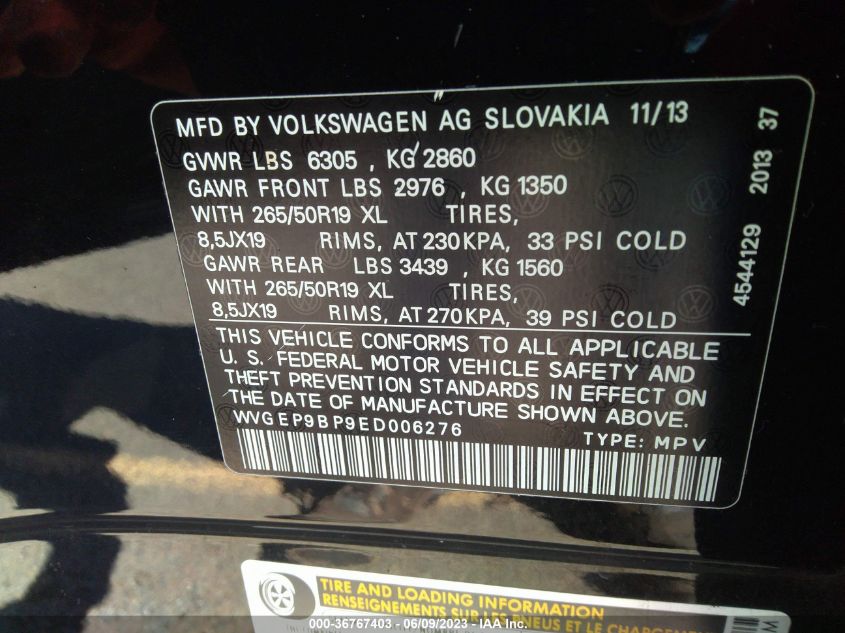 MFD BY VOLKSWAGEN AG SLOVAKIA 11/13
GVWR LBS 6305 , KG 2860
GAWR FRONT LBS 2976 , KG 1350
WITH 265/50R19 XL TIRES,
8,5JX19 RIMS, AT 230 KPA, 33 PSI COLD
GAWR REAR LBS 3439 , KG 1560
WITH 265/50R19 XL TIRES,
8,5JX19 RIMS, AT 270 KPA, 39 PSI COLD
THIS VEHICLE CONFORMS TO ALL APPLICABLE
U. S. FEDERAL MOTOR VEHICLE SAFETY AND
THEFT PREVENTION STANDARDS IN EFFECT ON
THE DATE OF MANUFACTURE SHOWN ABOVE.
WVGEP9BP9ED006276
TYPE: MPV
4544129 2013 37
TIRE AND LOADING INFORMATION
RENSEIGNEMENTS SUR LES PNEUS ET LE CHARGEMENT
000-36767403 - 06/09/2023 - IAA Inc.